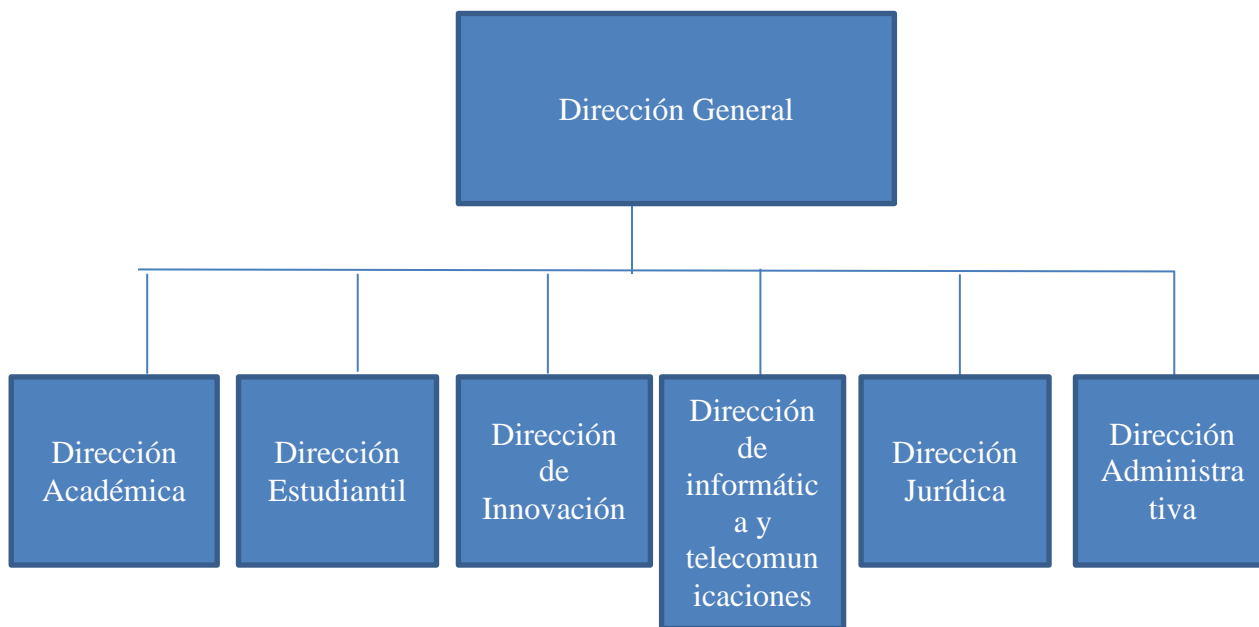 Dirección General
Dirección
Académica
Dirección
Estudiantil
Dirección
de
Innovación
Dirección
de
informátic
a y
telecomun
icaciones
Dirección
Jurídica
Dirección
Administra
tiva